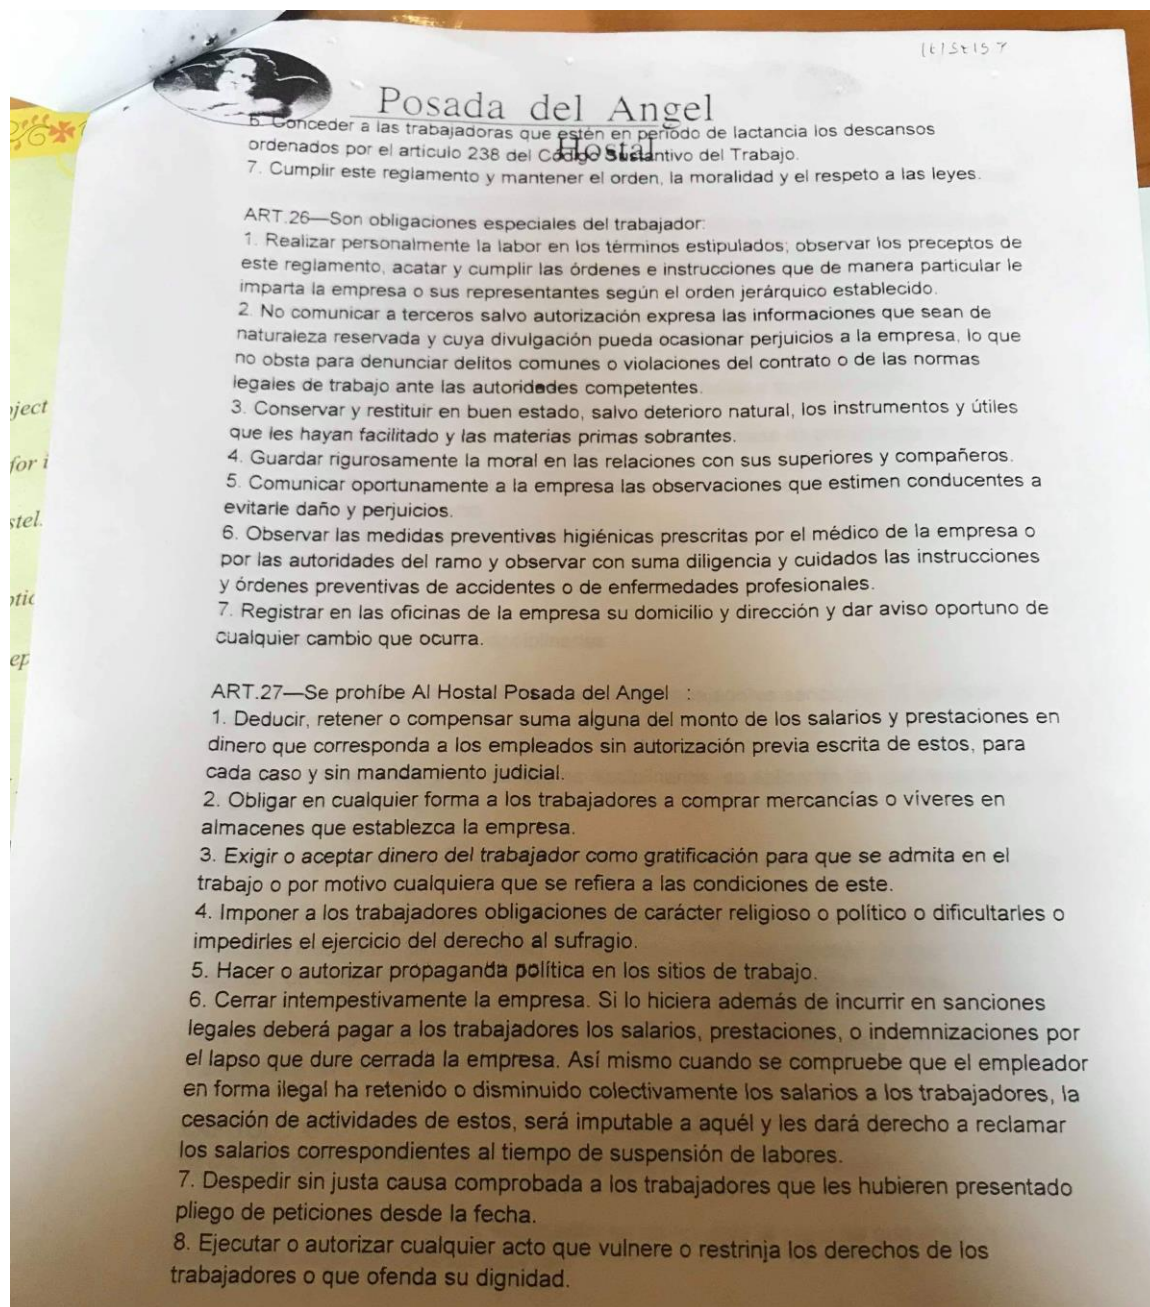 Posada del Angel
Hostal
6. Conceder a las trabajadoras que estén en período de lactancia los descansos
ordenados por el articulo 238 del Código Sustantivo del Trabajo.
7. Cumplir este reglamento y mantener el orden, la moralidad y el respeto a las leyes.
ART.26—Son obligaciones especiales del trabajador:
1. Realizar personalmente la labor en los términos estipulados; observar los preceptos de
este reglamento, acatar y cumplir las órdenes e instrucciones que de manera particular le
imparta la empresa o sus representantes según el orden jerárquico establecido.
2. No comunicar a terceros salvo autorización expresa las informaciones que sean de
naturaleza reservada y cuya divulgación pueda ocasionar perjuicios a la empresa, lo que
no obsta para denunciar delitos comunes o violaciones del contrato o de las normas
legales de trabajo ante las autoridades competentes.
3. Conservar y restituir en buen estado, salvo deterioro natural, los instrumentos y útiles
que les hayan facilitado y las materias primas sobrantes.
4. Guardar rigurosamente la moral en las relaciones con sus superiores y compañeros.
5. Comunicar oportunamente a la empresa las observaciones que estimen conducentes a
evitarle daño y perjuicios.
6. Observar las medidas preventivas higiénicas prescritas por el médico de la empresa o
por las autoridades del ramo y observar con suma diligencia y cuidados las instrucciones
y órdenes preventivas de accidentes o de enfermedades profesionales.
7. Registrar en las oficinas de la empresa su domicilio y dirección y dar aviso oportuno de
cualquier cambio que ocurra.
ART.27—Se prohíbe Al Hostal Posada del Angel :
1. Deducir, retener o compensar suma alguna del monto de los salarios y prestaciones en
dinero que corresponda a los empleados sin autorización previa escrita de estos, para
cada caso y sin mandamiento judicial.
2. Obligar en cualquier forma a los trabajadores a comprar mercancías o víveres en
almacenes que establezca la empresa.
3. Exigir o aceptar dinero del trabajador como gratificación para que se admita en el
trabajo o por motivo cualquiera que se refiera a las condiciones de este.
4. Imponer a los trabajadores obligaciones de carácter religioso o político o dificultarles o
impedirles el ejercicio del derecho al sufragio.
5. Hacer o autorizar propaganda política en los sitios de trabajo.
6. Cerrar intempestivamente la empresa. Si lo hiciera además de incurrir en sanciones
legales deberá pagar a los trabajadores los salarios, prestaciones, o indemnizaciones por
el lapso que dure cerrada la empresa. Así mismo cuando se compruebe que el empleador
en forma ilegal ha retenido o disminuido colectivamente los salarios a los trabajadores, la
cesación de actividades de estos, será imputable a aquél y les dará derecho a reclamar
los salarios correspondientes al tiempo de suspensión de labores.
7. Despedir sin justa causa comprobada a los trabajadores que les hubieren presentado
pliego de peticiones desde la fecha.
8. Ejecutar o autorizar cualquier acto que vulnere o restrinja los derechos de los
trabajadores o que ofenda su dignidad.